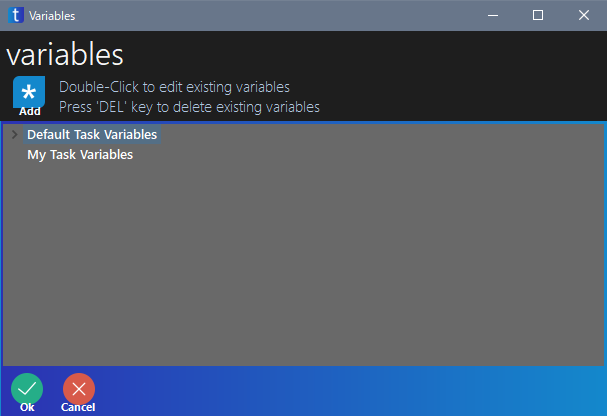 t Variables
variables
*
Add
Double-Click to edit existing variables
Press 'DEL' key to delete existing variables
Default Task Variables
My Task Variables
Ok
Cancel